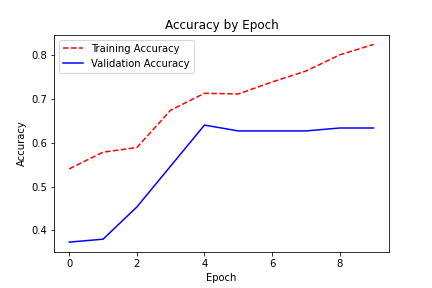 Accuracy by Epoch
Training Accuracy
Validation Accuracy
0.8
0.7
0.6
0.5
0.4
Accuracy
0 2 4 6 8
Epoch